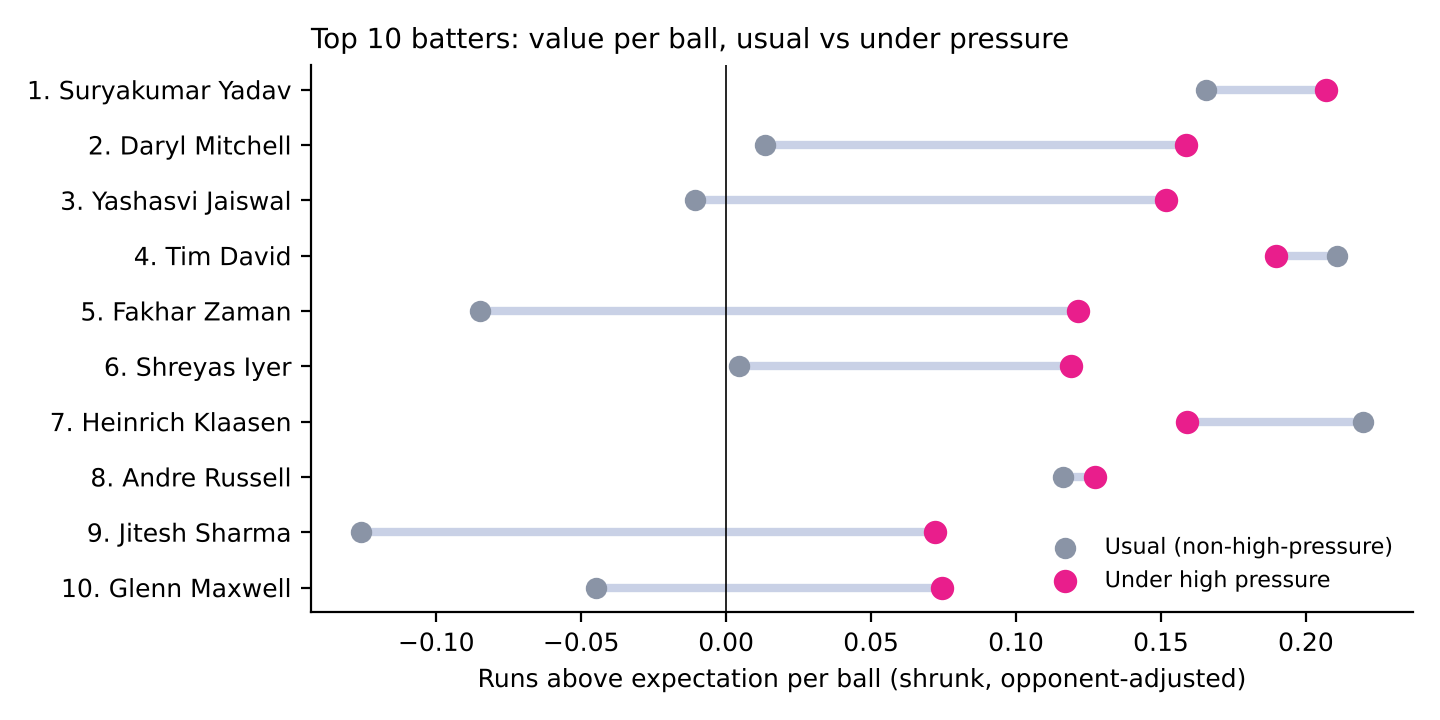 Top 10 batters: value per ball, usual vs under pressure
1. Suryakumar Yadav
2. Daryl Mitchell
3. Yashasvi Jaiswal
4. Tim David
5. Fakhar Zaman
6. Shreyas Iyer
7. Heinrich Klaasen
8. Andre Russell
9. Jitesh Sharma
10. Glenn Maxwell
Usual (non-high-pressure)
Under high pressure
−0.10 −0.05 0.00 0.05 0.10 0.15 0.20
Runs above expectation per ball (shrunk, opponent-adjusted)